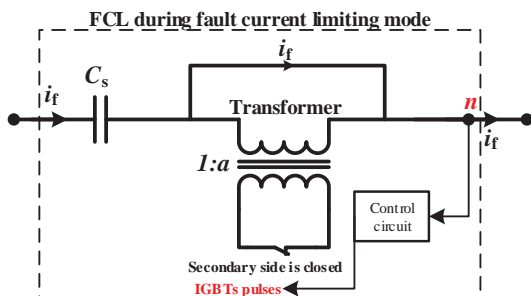 FCL during fault current limiting mode
i_f
C_s
i_f
Transformer
n
i_f
1:a
Control
circuit
Secondary side is closed
IGBTs pulses